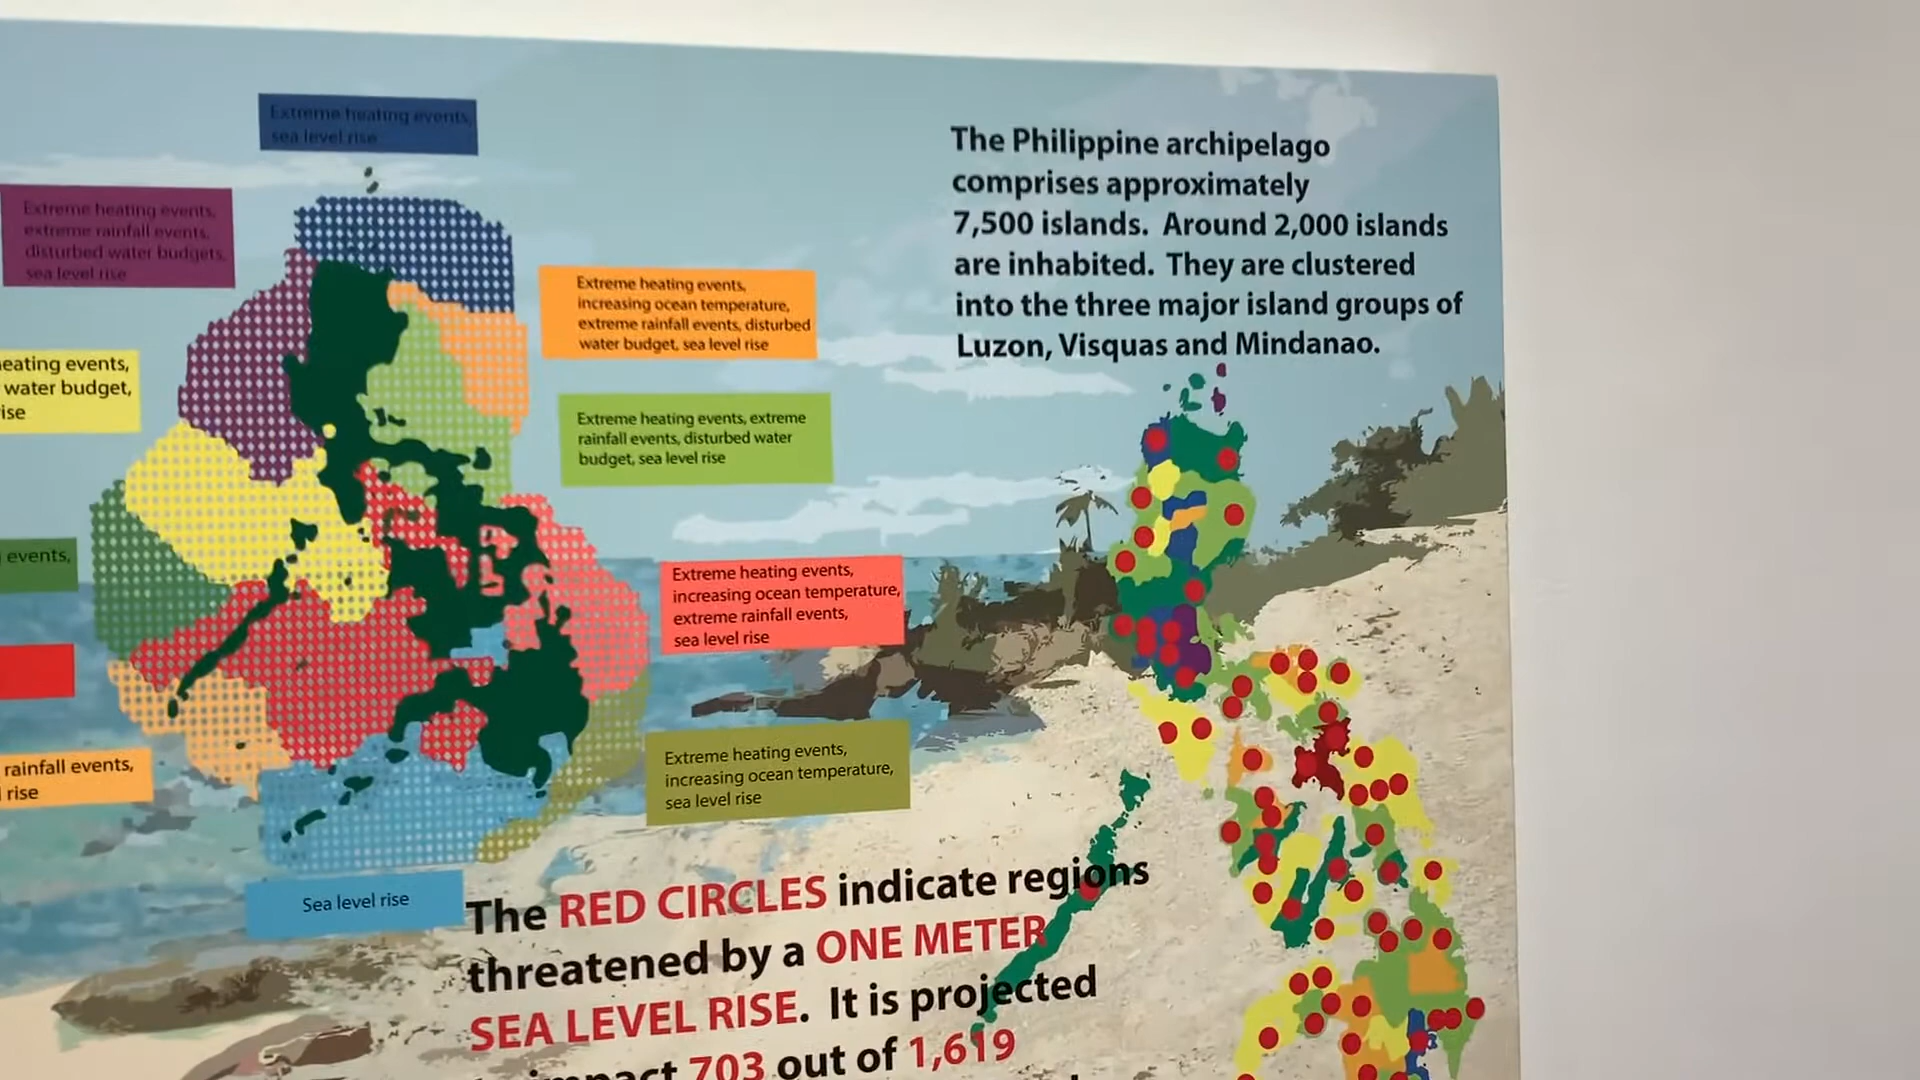 Extreme heating events,
sea level rise
Extreme heating events,
extreme rainfall events,
disturbed water budgets,
sea level rise
eating events,
water budget,
ise
events,
rainfall events,
rise
Extreme heating events,
increasing ocean temperature,
extreme rainfall events, disturbed
water budget, sea level rise
Extreme heating events, extreme
rainfall events, disturbed water
budget, sea level rise
Extreme heating events,
increasing ocean temperature,
extreme rainfall events,
sea level rise
Extreme heating events,
increasing ocean temperature,
sea level rise
Sea level rise
The Philippine archipelago
comprises approximately
7,500 islands. Around 2,000 islands
are inhabited. They are clustered
into the three major island groups of
Luzon, Visquas and Mindanao.
The RED CIRCLES indicate regions
threatened by a ONE METER
SEA LEVEL RISE. It is projected
impact 703 out of 1,619